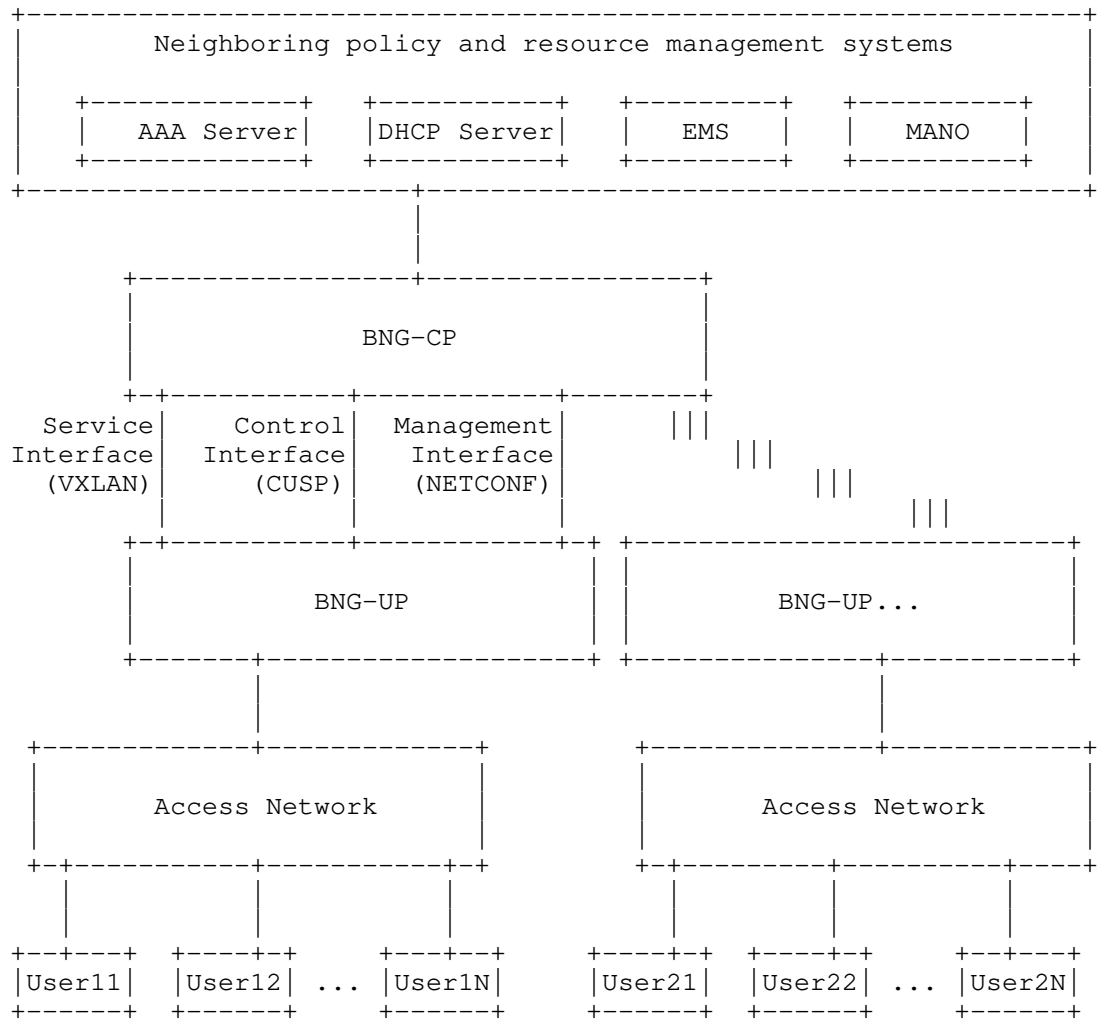 Neighboring policy and resource management systems
AAA Server DHCP Server EMS MANO
BNG-CP
Service Control Management
Interface Interface Interface
(VXLAN) (CUSP) (NETCONF)
BNG-UP BNG-UP...
Access Network Access Network
User11 User12 ... User1N User21 User22 ... User2N